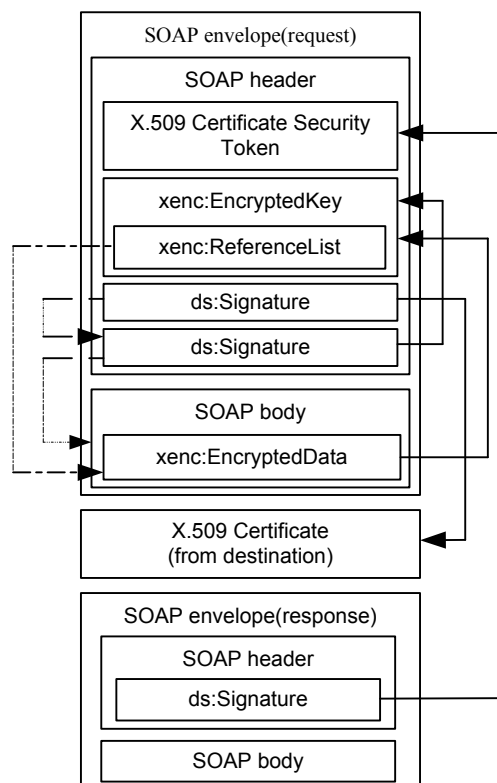 SOAP envelope(request)
SOAP header
X.509 Certificate Security
Token
xenc:EncryptedKey
xenc:ReferenceList
ds:Signature
ds:Signature
SOAP body
xenc:EncryptedData
X.509 Certificate
(from destination)
SOAP envelope(response)
SOAP header
ds:Signature
SOAP body